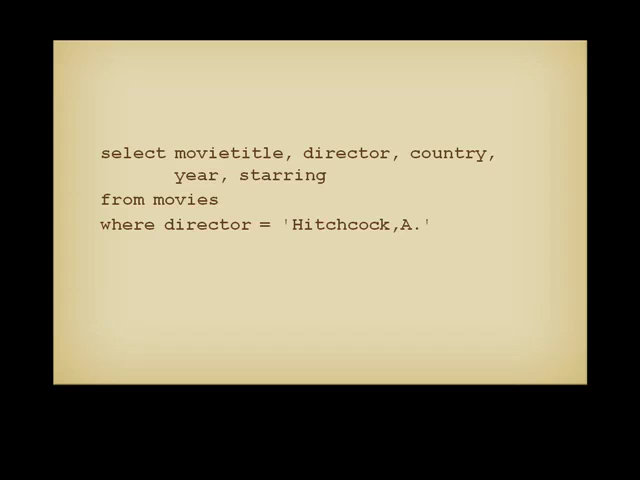 select movietitle, director, country,
year, starring
from movies
where director = 'Hitchcock,A.'